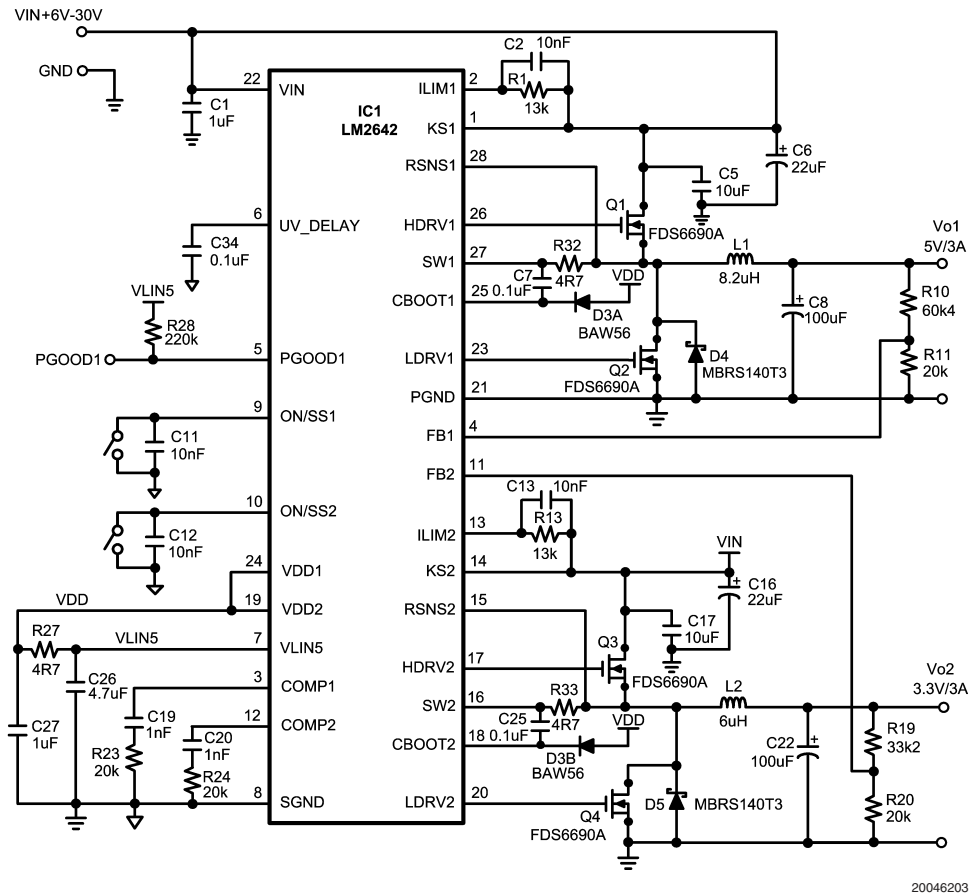 VIN+6V-30V
GND
22
VIN
C1
1uF
IC1
LM2642
6
UV_DELAY
C34
0.1uF
VLIN5
R28
220k
PGOOD1
5
PGOOD1
9
ON/SS1
C11
10nF
10
ON/SS2
C12
10nF
24
VDD1
VDD
19
VDD2
R27
4R7
VLIN5
7
VLIN5
C26
4.7uF
3
COMP1
C27
1uF
C19
1nF
12
COMP2
R23
20k
C20
1nF
R24
20k
8
SGND
ILIM1
2
C2
10nF
R1
13k
KS1
1
C6
22uF
RSNS1
28
C5
10uF
HDRV1
26
Q1
FDS6690A
SW1
27
R32
4R7
C7
0.1uF
VDD
L1
8.2uH
Vo1
5V/3A
CBOOT1
25
D3A
BAW56
C8
100uF
R10
60k4
LDRV1
23
Q2
FDS6690A
D4
MBRS140T3
R11
20k
PGND
21
FB1
4
FB2
11
C13
10nF
ILIM2
13
R13
13k
VIN
KS2
14
C16
22uF
RSNS2
15
C17
10uF
HDRV2
17
Q3
FDS6690A
SW2
16
R33
4R7
C25
0.1uF
VDD
L2
6uH
Vo2
3.3V/3A
CBOOT2
18
D3B
BAW56
C22
100uF
R19
33k2
LDRV2
20
Q4
FDS6690A
D5
MBRS140T3
R20
20k
20046203